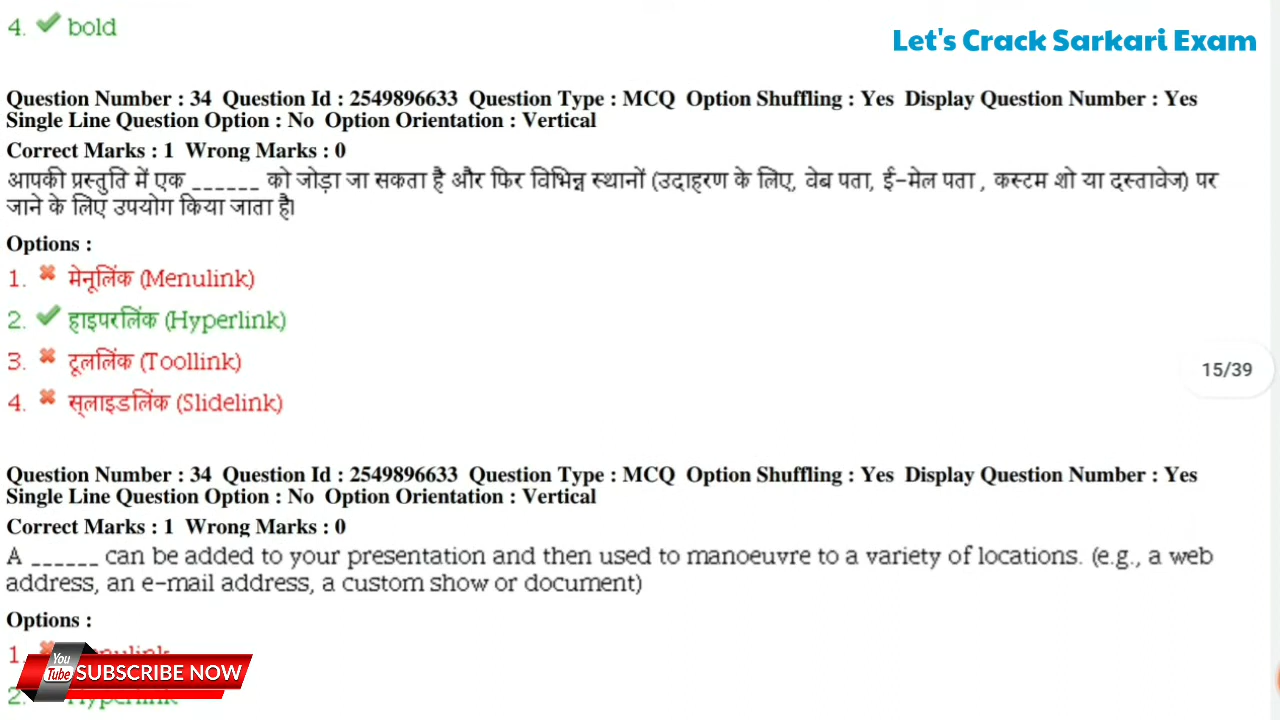 4. bold
Let's Crack Sarkari Exam
Question Number : 34 Question Id : 2549896633 Question Type : MCQ Option Shuffling : Yes Display Question Number : Yes
Single Line Question Option : No Option Orientation : Vertical
Correct Marks : 1 Wrong Marks : 0
आपकी प्रस्तुति में एक ______ को जोड़ा जा सकता है और फिर विभिन्न स्थानों (उदाहरण के लिए, वेब पता, ई-मेल पता , कस्टम शो या दस्तावेज) पर
जाने के लिए उपयोग किया जाता है।
Options :
1. मेनूलिंक (Menulink)
2. हाइपरलिंक (Hyperlink)
3. टूललिंक (Toollink)
4. स्लाइडलिंक (Slidelink)
15/39
Question Number : 34 Question Id : 2549896633 Question Type : MCQ Option Shuffling : Yes Display Question Number : Yes
Single Line Question Option : No Option Orientation : Vertical
Correct Marks : 1 Wrong Marks : 0
A ______ can be added to your presentation and then used to manoeuvre to a variety of locations. (e.g., a web
address, an e-mail address, a custom show or document)
Options :
1.
You Tube SUBSCRIBE NOW
2. Hyperlink